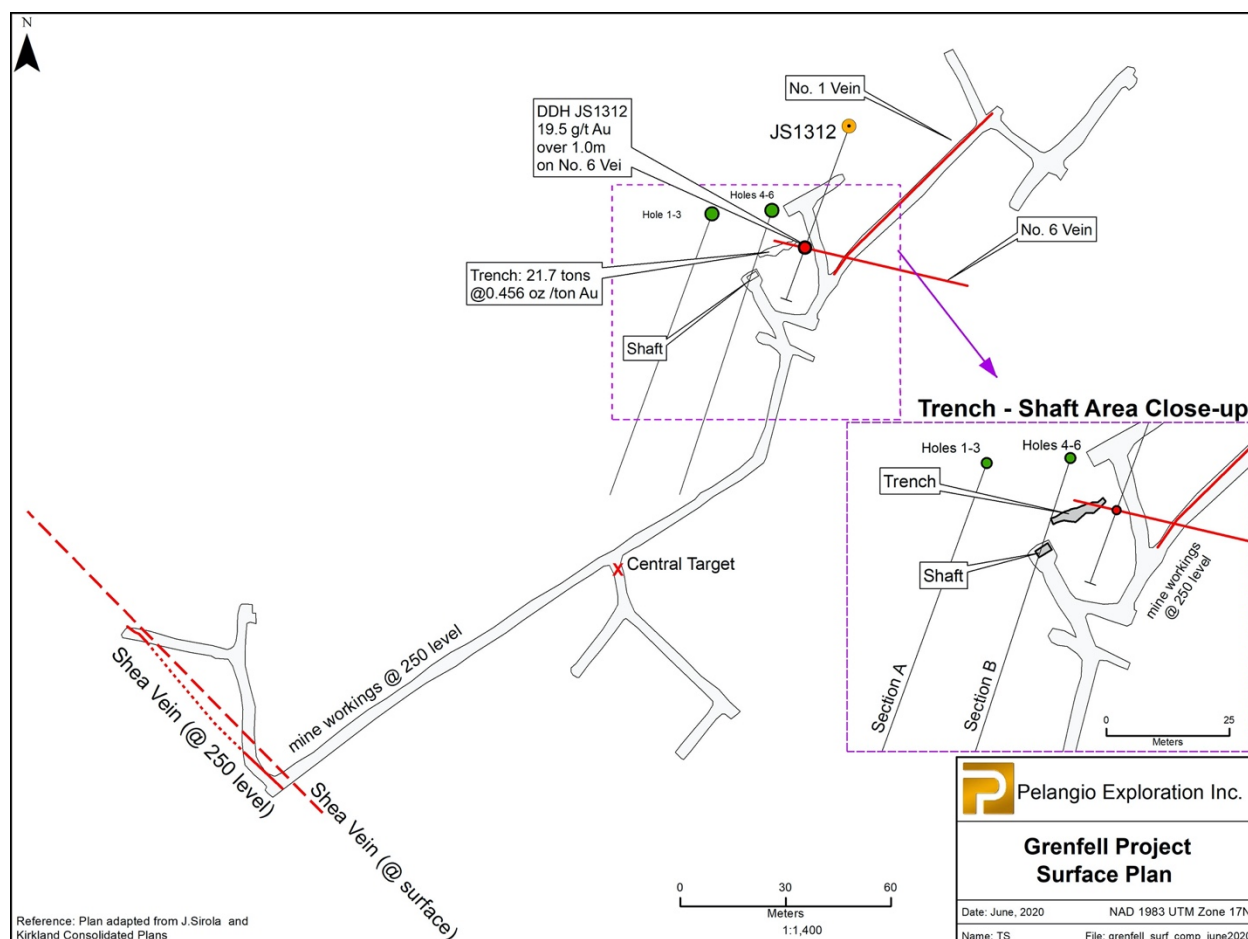 N
DDH JS1312
19.5 g/t Au
over 1.0m
on No. 6 Vei
No. 1 Vein
JS1312
Hole 1-3
Holes 4-6
No. 6 Vein
Trench: 21.7 tons
@0.456 oz /ton Au
Shaft
Trench - Shaft Area Close-up
Holes 1-3
Holes 4-6
Trench
Shaft
mine workings
@ 250 level
Section A
Section B
0 25
Meters
Central Target
mine workings @ 250 level
Shea Vein (@ 250 level)
Shea Vein (@ surface)
0 30 60
Meters
1:1,400
P
Pelangio Exploration Inc.
Grenfell Project
Surface Plan
Date: June, 2020 NAD 1983 UTM Zone 17N
Name: TS File: grenfell_surf_comp_june2020
Reference: Plan adapted from J.Sirola and
Kirkland Consolidated Plans